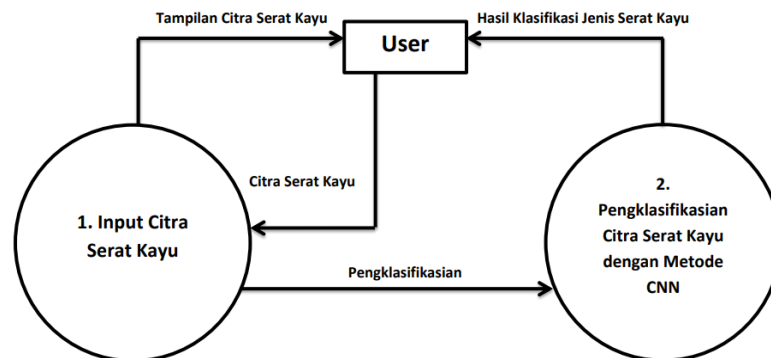 Tampilan Citra Serat Kayu
Hasil Klasifikasi Jenis Serat Kayu
User
Citra Serat Kayu
1. Input Citra
Serat Kayu
2.
Pengklasifikasian
Citra Serat Kayu
dengan Metode
CNN
Pengklasifikasian